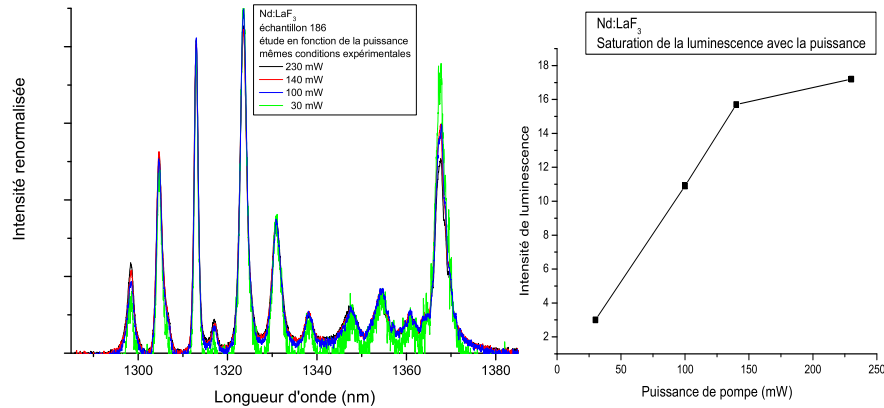 Nd:LaF3
échantillon 186
étude en fonction de la puissance
mêmes conditions expérimentales
230 mW
140 mW
100 mW
30 mW
Intensité renormalisée
1300
1320
1340
1360
1380
Longueur d'onde (nm)
Nd:LaF3
Saturation de la luminescence avec la puissance
Intensité de luminescence
18
16
14
12
10
8
6
4
2
0
50
100
150
200
250
Puissance de pompe (mW)